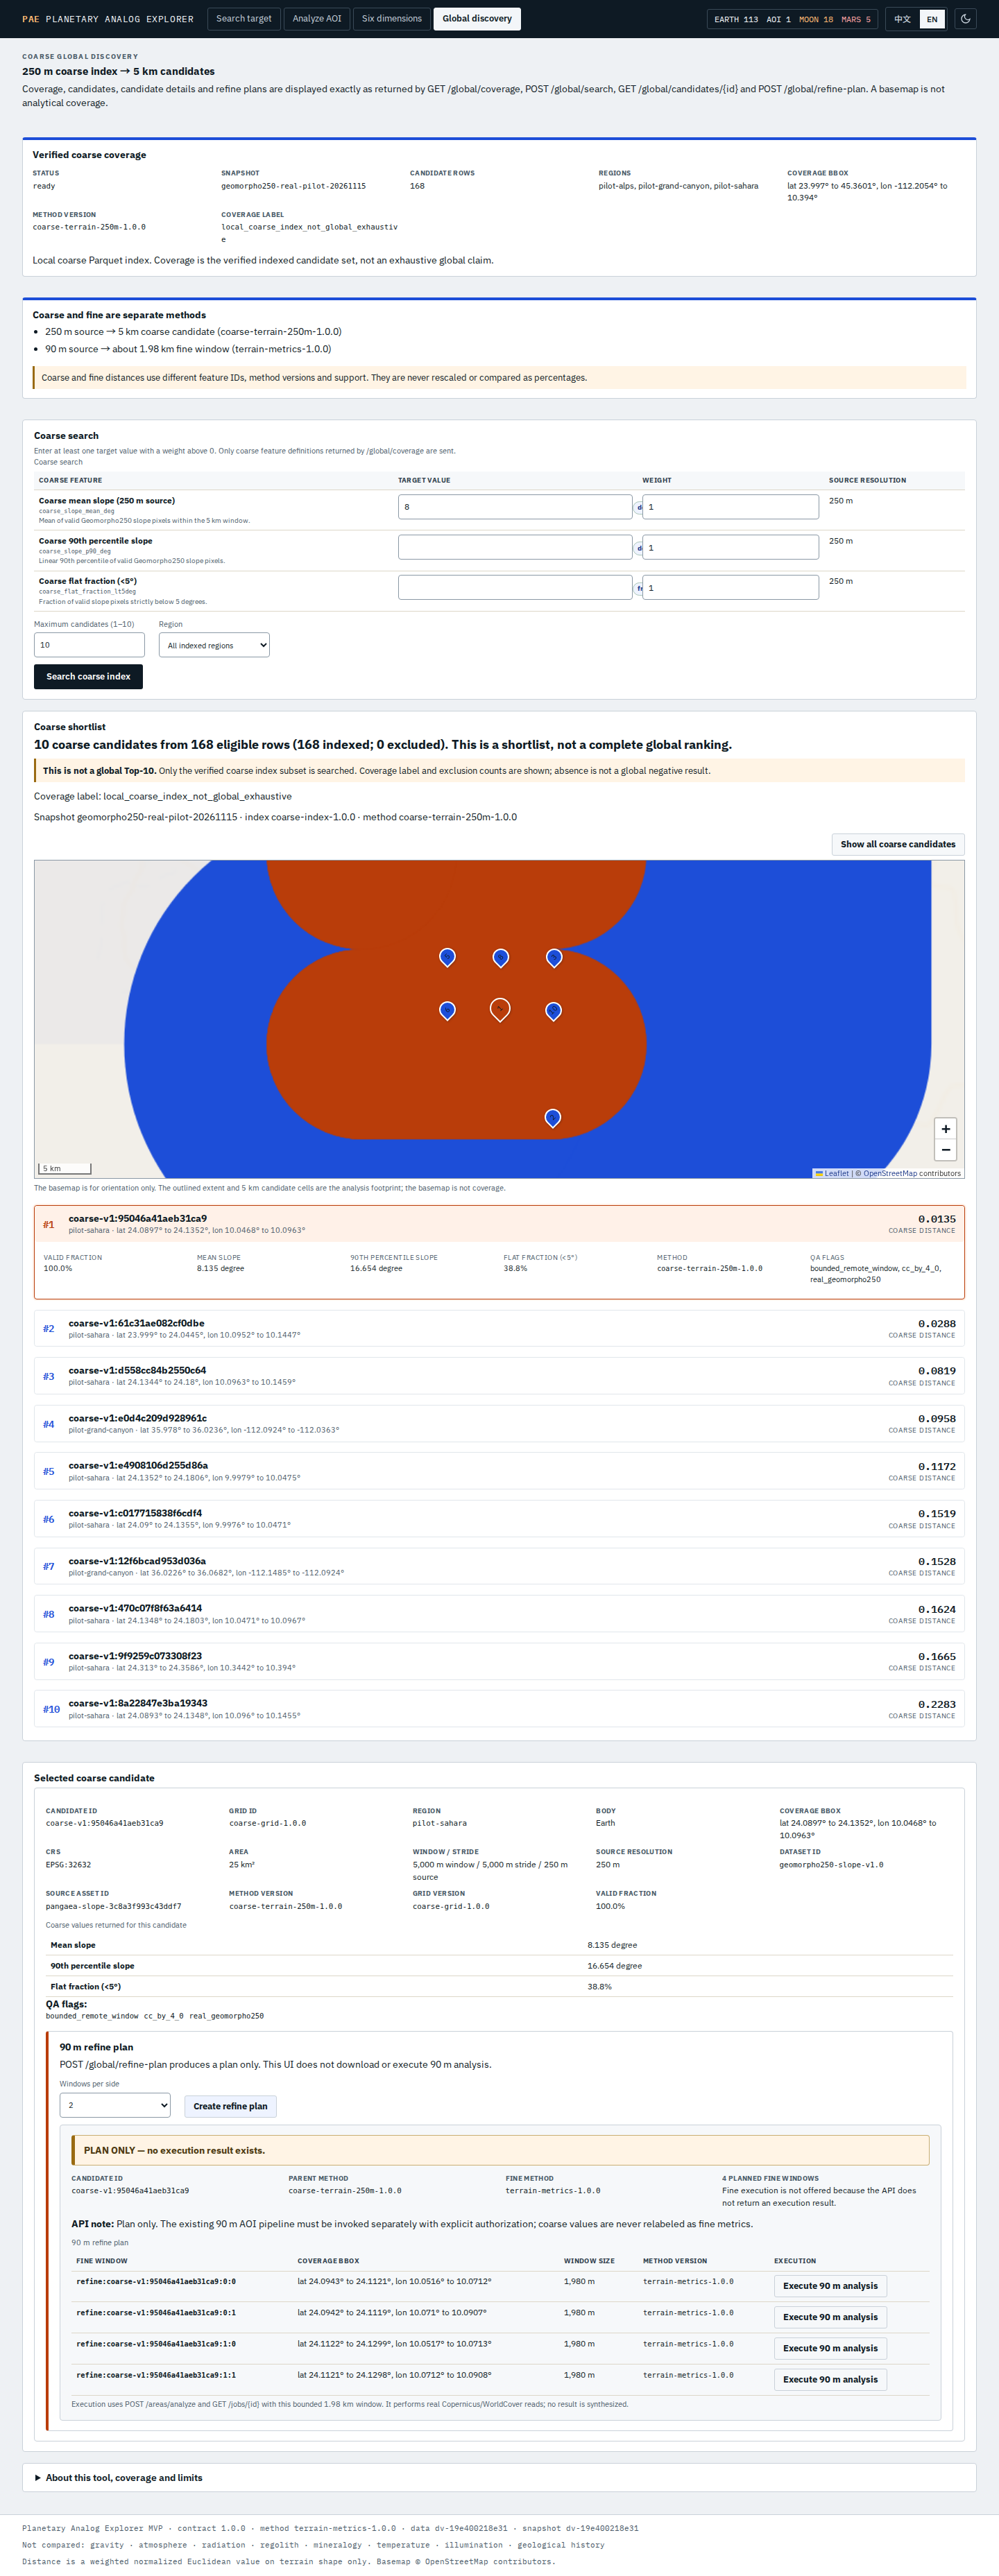 PAE PLANETARY ANALOG EXPLORER
Search target
Analyze AOI
Six dimensions
Global discovery
EARTH 113 AOI 1 MOON 18 MARS 5
中文
EN
COARSE GLOBAL DISCOVERY
250 m coarse index → 5 km candidates
Coverage, candidates, candidate details and refine plans are displayed exactly as returned by GET /global/coverage, POST /global/search, GET /global/candidates/{id} and POST /global/refine-plan. A basemap is not
analytical coverage.
Verified coarse coverage
STATUS
ready
SNAPSHOT
geomorpho250-real-pilot-20261115
CANDIDATE ROWS
168
REGIONS
pilot-alps, pilot-grand-canyon, pilot-sahara
COVERAGE BBOX
lat 23.997° to 45.3601°, lon -112.2054° to
10.394°
METHOD VERSION
coarse-terrain-250m-1.0.0
COVERAGE LABEL
local_coarse_index_not_global_exhaustiv
e
Local coarse Parquet index. Coverage is the verified indexed candidate set, not an exhaustive global claim.
Coarse and fine are separate methods
• 250 m source → 5 km coarse candidate (coarse-terrain-250m-1.0.0)
• 90 m source → about 1.98 km fine window (terrain-metrics-1.0.0)
Coarse and fine distances use different feature IDs, method versions and support. They are never rescaled or compared as percentages.
Coarse search
Enter at least one target value with a weight above 0. Only coarse feature definitions returned by /global/coverage are sent.
Coarse search
COARSE FEATURE TARGET VALUE WEIGHT SOURCE RESOLUTION
Coarse mean slope (250 m source)
coarse_slope_mean_deg
Mean of valid Geomorpho250 slope pixels within the 5 km window.
8
1
250 m
Coarse 90th percentile slope
coarse_slope_p90_deg
Linear 90th percentile of valid Geomorpho250 slope pixels.
1
250 m
Coarse flat fraction (<5°)
coarse_flat_fraction_lt5deg
Fraction of valid slope pixels strictly below 5 degrees.
1
250 m
Maximum candidates (1–10)
10
Region
All indexed regions
Search coarse index
Coarse shortlist
10 coarse candidates from 168 eligible rows (168 indexed; 0 excluded). This is a shortlist, not a complete global ranking.
This is not a global Top-10. Only the verified coarse index subset is searched. Coverage label and exclusion counts are shown; absence is not a global negative result.
Coverage label: local_coarse_index_not_global_exhaustive
Snapshot geomorpho250-real-pilot-20261115 · index coarse-index-1.0.0 · method coarse-terrain-250m-1.0.0
Show all coarse candidates
+
−
5 km
Leaflet | © OpenStreetMap contributors
The basemap is for orientation only. The outlined extent and 5 km candidate cells are the analysis footprint; the basemap is not coverage.
#1 coarse-v1:95046a41aeb31ca9 0.0135
pilot-sahara · lat 24.0897° to 24.1352°, lon 10.0468° to 10.0963° COARSE DISTANCE
VALID FRACTION
100.0%
MEAN SLOPE
8.135 degree
90TH PERCENTILE SLOPE
16.654 degree
FLAT FRACTION (<5°)
38.8%
METHOD
coarse-terrain-250m-1.0.0
QA FLAGS
bounded_remote_window, cc_by_4_0,
real_geomorpho250
#2 coarse-v1:61c31ae082cf0dbe 0.0288
pilot-sahara · lat 23.999° to 24.0445°, lon 10.0952° to 10.1447° COARSE DISTANCE
#3 coarse-v1:d558cc84b2550c64 0.0819
pilot-sahara · lat 24.1344° to 24.18°, lon 10.0963° to 10.1459° COARSE DISTANCE
#4 coarse-v1:e0d4c209d928961c 0.0958
pilot-grand-canyon · lat 35.978° to 36.0236°, lon -112.0924° to -112.0363° COARSE DISTANCE
#5 coarse-v1:e4908106d255d86a 0.1172
pilot-sahara · lat 24.1352° to 24.1806°, lon 9.9979° to 10.0475° COARSE DISTANCE
#6 coarse-v1:c017715838f6cdf4 0.1519
pilot-sahara · lat 24.09° to 24.1355°, lon 9.9976° to 10.0471° COARSE DISTANCE
#7 coarse-v1:12f6bcad953d036a 0.1528
pilot-grand-canyon · lat 36.0226° to 36.0682°, lon -112.1485° to -112.0924° COARSE DISTANCE
#8 coarse-v1:470c07f8f63a6414 0.1624
pilot-sahara · lat 24.1348° to 24.1803°, lon 10.0471° to 10.0967° COARSE DISTANCE
#9 coarse-v1:9f9259c073308f23 0.1665
pilot-sahara · lat 24.313° to 24.3586°, lon 10.3442° to 10.394° COARSE DISTANCE
#10 coarse-v1:8a22847e3ba19343 0.2283
pilot-sahara · lat 24.0893° to 24.1348°, lon 10.096° to 10.1455° COARSE DISTANCE
Selected coarse candidate
CANDIDATE ID
coarse-v1:95046a41aeb31ca9
GRID ID
coarse-grid-1.0.0
REGION
pilot-sahara
BODY
Earth
COVERAGE BBOX
lat 24.0897° to 24.1352°, lon 10.0468° to
10.0963°
CRS
EPSG:32632
AREA
25 km²
WINDOW / STRIDE
5,000 m window / 5,000 m stride / 250 m
source
SOURCE RESOLUTION
250 m
DATASET ID
geomorpho250-slope-v1.0
SOURCE ASSET ID
pangaea-slope-3c8a3f993c43ddf7
METHOD VERSION
coarse-terrain-250m-1.0.0
GRID VERSION
coarse-grid-1.0.0
VALID FRACTION
100.0%
Coarse values returned for this candidate
Mean slope 8.135 degree
90th percentile slope 16.654 degree
Flat fraction (<5°) 38.8%
QA flags:
bounded_remote_window cc_by_4_0 real_geomorpho250
90 m refine plan
POST /global/refine-plan produces a plan only. This UI does not download or execute 90 m analysis.
Windows per side
2
Create refine plan
PLAN ONLY — no execution result exists.
CANDIDATE ID
coarse-v1:95046a41aeb31ca9
PARENT METHOD
coarse-terrain-250m-1.0.0
FINE METHOD
terrain-metrics-1.0.0
4 PLANNED FINE WINDOWS
Fine execution is not offered because the API does
not return an execution result.
API note: Plan only. The existing 90 m AOI pipeline must be invoked separately with explicit authorization; coarse values are never relabeled as fine metrics.
90 m refine plan
FINE WINDOW COVERAGE BBOX WINDOW SIZE METHOD VERSION EXECUTION
refine:coarse-v1:95046a41aeb31ca9:0:0 lat 24.0943° to 24.1121°, lon 10.0516° to 10.0712° 1,980 m terrain-metrics-1.0.0 Execute 90 m analysis
refine:coarse-v1:95046a41aeb31ca9:0:1 lat 24.0942° to 24.1119°, lon 10.071° to 10.0907° 1,980 m terrain-metrics-1.0.0 Execute 90 m analysis
refine:coarse-v1:95046a41aeb31ca9:1:0 lat 24.1122° to 24.1299°, lon 10.0517° to 10.0713° 1,980 m terrain-metrics-1.0.0 Execute 90 m analysis
refine:coarse-v1:95046a41aeb31ca9:1:1 lat 24.1121° to 24.1298°, lon 10.0712° to 10.0908° 1,980 m terrain-metrics-1.0.0 Execute 90 m analysis
Execution uses POST /areas/analyze and GET /jobs/{id} with this bounded 1.98 km window. It performs real Copernicus/WorldCover reads; no result is synthesized.
▶ About this tool, coverage and limits
Planetary Analog Explorer MVP · contract 1.0.0 · method terrain-metrics-1.0.0 · data dv-19e400218e31 · snapshot dv-19e400218e31
Not compared: gravity · atmosphere · radiation · regolith · mineralogy · temperature · illumination · geological history
Distance is a weighted normalized Euclidean value on terrain shape only. Basemap © OpenStreetMap contributors.